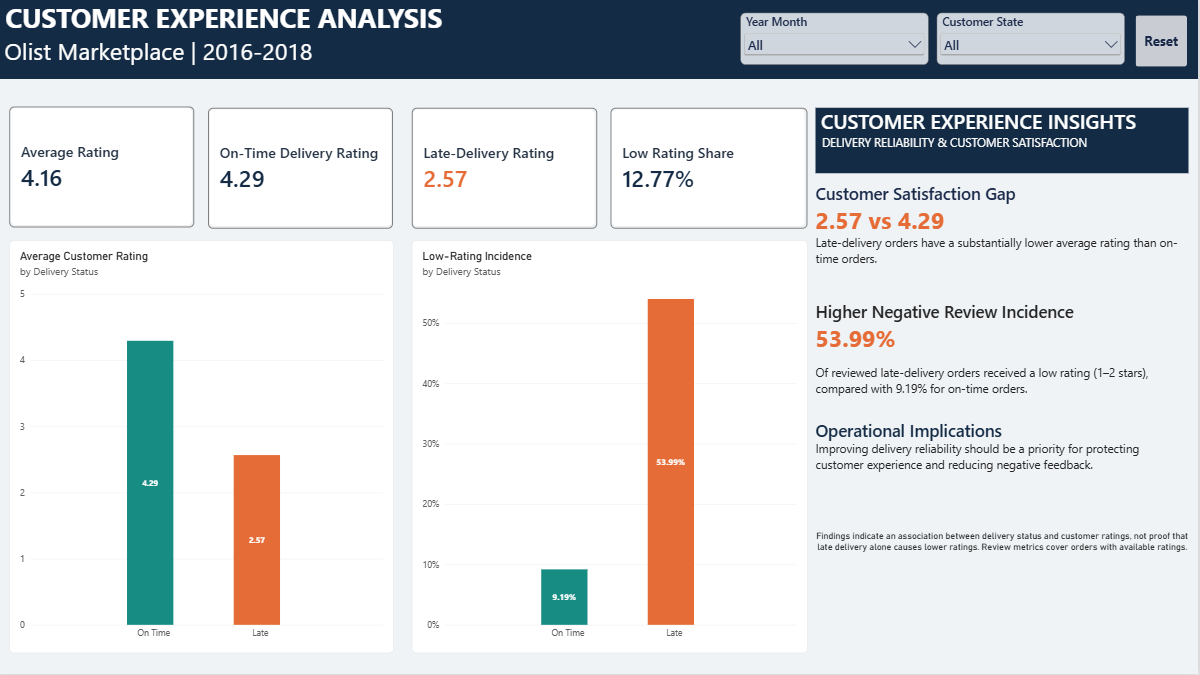 CUSTOMER EXPERIENCE ANALYSIS
Olist Marketplace | 2016-2018
Year Month
All
Customer State
All
Reset
Average Rating
4.16
On-Time Delivery Rating
4.29
Late-Delivery Rating
2.57
Low Rating Share
12.77%
Average Customer Rating
by Delivery Status
5
4
3
2
1
0
4.29
2.57
On Time
Late
Low-Rating Incidence
by Delivery Status
50%
40%
30%
20%
10%
0%
53.99%
9.19%
On Time
Late
CUSTOMER EXPERIENCE INSIGHTS
DELIVERY RELIABILITY & CUSTOMER SATISFACTION
Customer Satisfaction Gap
2.57 vs 4.29
Late-delivery orders have a substantially lower average rating than on-
time orders.
Higher Negative Review Incidence
53.99%
Of reviewed late-delivery orders received a low rating (1–2 stars),
compared with 9.19% for on-time orders.
Operational Implications
Improving delivery reliability should be a priority for protecting
customer experience and reducing negative feedback.
Findings indicate an association between delivery status and customer ratings, not proof that
late delivery alone causes lower ratings. Review metrics cover orders with available ratings.